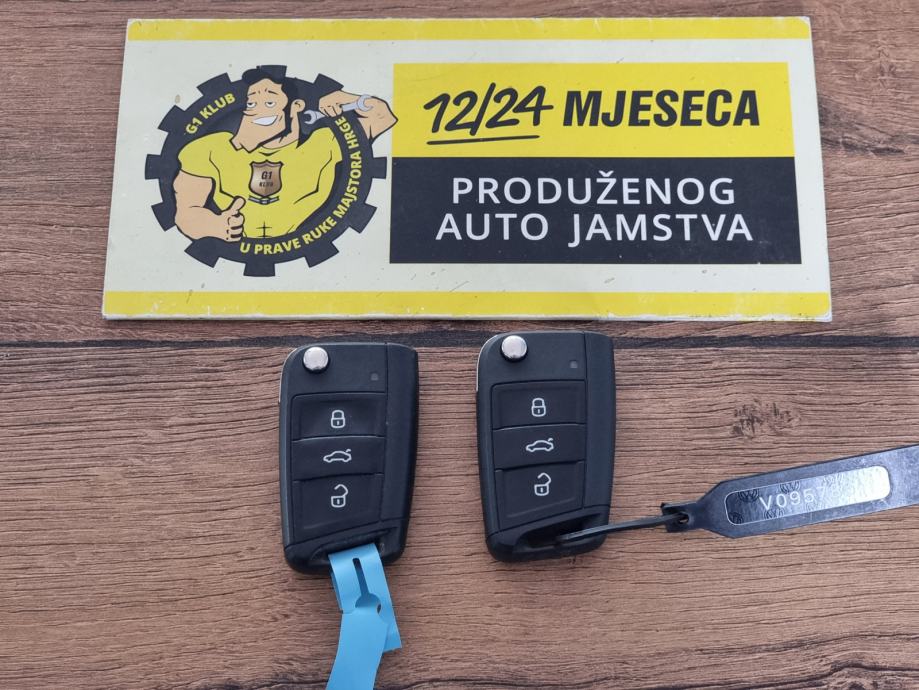 G1 KLUB
U PRAVE RUKE MAJSTORA HRGE
G1
KLUB
12/24 MJESECA
PRODUŽENOG
AUTO JAMSTVA